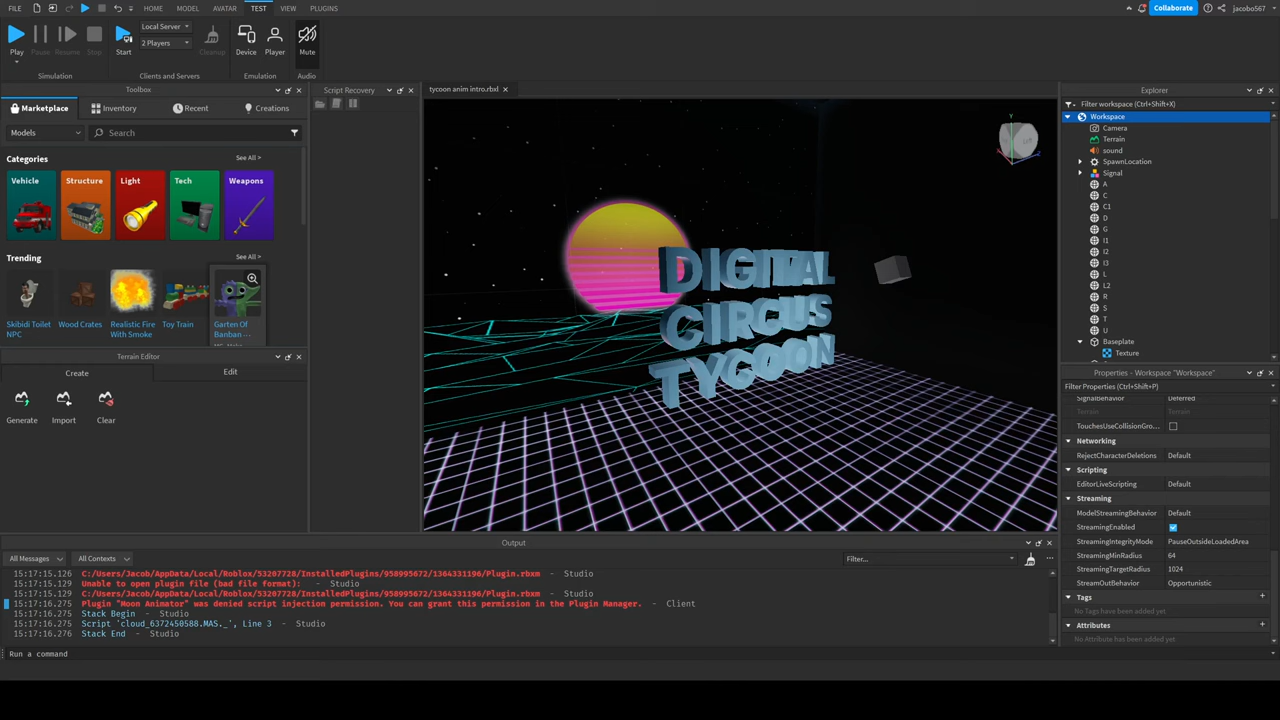 FILE HOME MODEL AVATAR TEST VIEW PLUGINS Collaborate jacobo567
Play Pause Resume Stop Start Local Server 2 Players Cleanup Device Player Mute
Simulation Clients and Servers Emulation Audio
Toolbox
Marketplace Inventory Recent Creations
Models Search
Categories See All >
Vehicle Structure Light Tech Weapons
Trending See All >
Skibidi Toilet NPC
Wood Crates
Realistic Fire With Smoke
Toy Train
Garten Of Banban ---
Terrain Editor
Create Edit
Generate Import Clear
Script Recovery
tycoon anim intro.rbxl
DIGITAL
CIRCUS
TYCOON
Y
Explorer
Filter workspace (Ctrl+Shift+X)
Workspace
Camera
Terrain
sound
SpawnLocation
Signal
A
C
C1
D
G
I1
I2
I3
L
L2
R
S
T
U
Baseplate
Texture
Properties - Workspace "Workspace"
Filter Properties (Ctrl+Shift+P)
SignalBehavior Deferred
Terrain Terrain
TouchesUseCollisionGro...
Networking
RejectCharacterDeletions Default
Scripting
EditorLiveScripting Default
Streaming
ModelStreamingBehavior Default
StreamingEnabled
StreamingIntegrityMode PauseOutsideLoadedArea
StreamingMinRadius 64
StreamingTargetRadius 1024
StreamOutBehavior Opportunistic
Tags
No Tags have been added yet
Attributes
No Attribute has been added yet
Output
All Messages All Contexts Filter...
15:17:15.126 C:/Users/Jacob/AppData/Local/Roblox/53207728/InstalledPlugins/958995672/1364331196/Plugin.rbxm - Studio
15:17:15.129 Unable to open plugin file (bad file format): - Studio
15:17:15.129 C:/Users/Jacob/AppData/Local/Roblox/53207728/InstalledPlugins/958995672/1364331196/Plugin.rbxm - Studio
15:17:16.275 Plugin "Moon Animator" was denied script injection permission. You can grant this permission in the Plugin Manager. - Client
15:17:16.275 Stack Begin - Studio
15:17:16.276 Script 'cloud_6372450588.MAS._', Line 3 - Studio
15:17:16.276 Stack End - Studio
Run a command